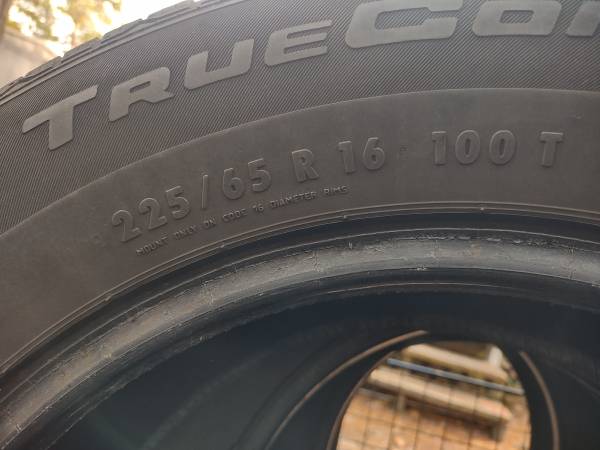 TRUECO
225/65 R 16 100 T
MOUNT ONLY ON CODE 16 DIAMETER RIMS